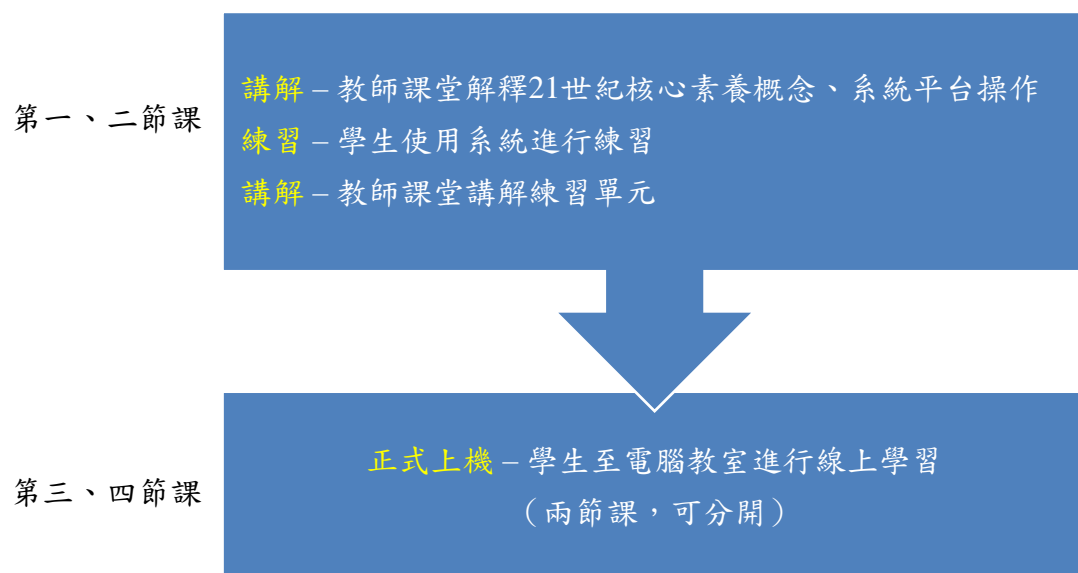 第一、二節課
講解 – 教師課堂解釋21世紀核心素養概念、系統平台操作
練習 – 學生使用系統進行練習
講解 – 教師課堂講解練習單元
第三、四節課
正式上機 – 學生至電腦教室進行線上學習
（兩節課，可分開）